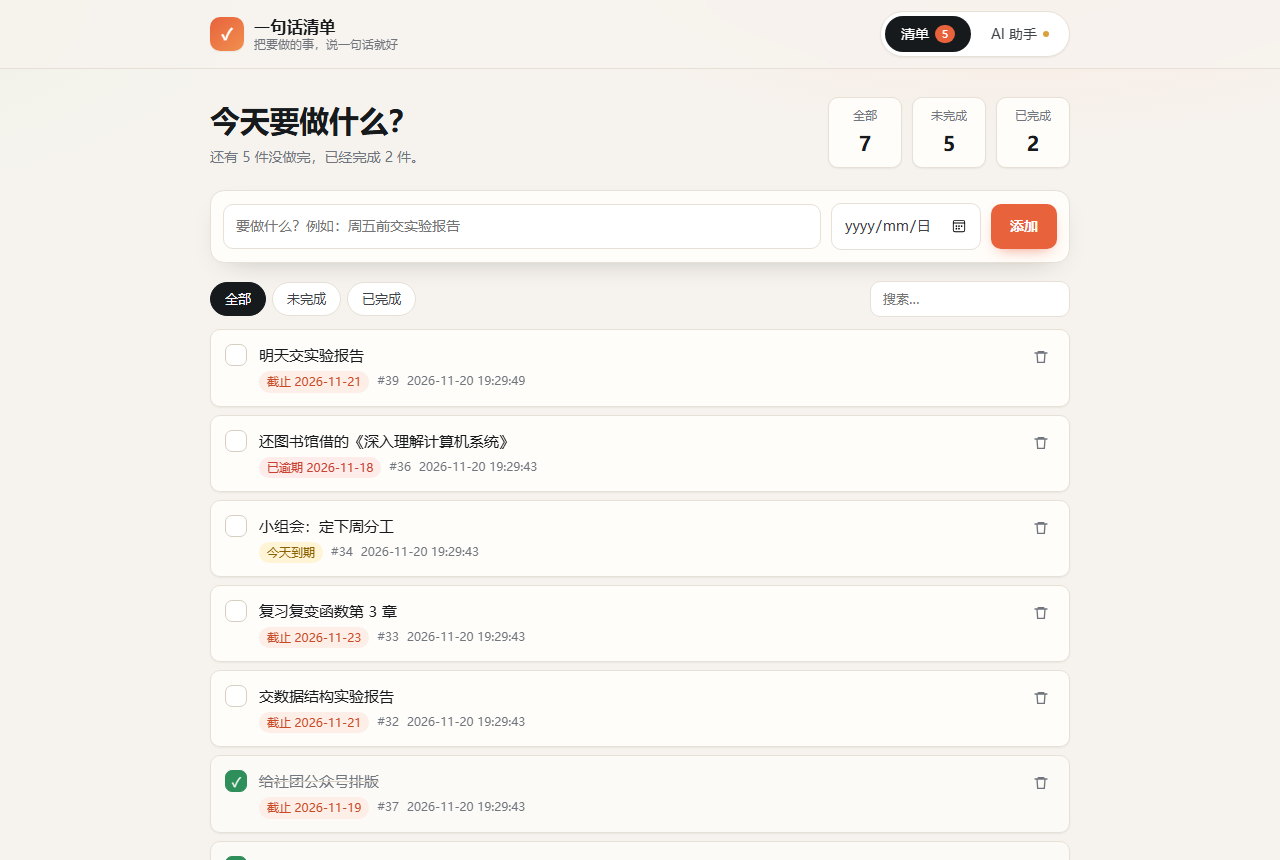 一句话清单
把要做的事，说一句话就好
清单 5
AI 助手
今天要做什么？
还有 5 件没做完，已经完成 2 件。
全部
7
未完成
5
已完成
2
要做什么？例如：周五前交实验报告
yyyy/mm/日
添加
全部
未完成
已完成
搜索...
明天交实验报告
截止 2026-11-21 #39 2026-11-20 19:29:49
还图书馆借的《深入理解计算机系统》
已逾期 2026-11-18 #36 2026-11-20 19:29:43
小组会：定下周分工
今天到期 #34 2026-11-20 19:29:43
复习复变函数第 3 章
截止 2026-11-23 #33 2026-11-20 19:29:43
交数据结构实验报告
截止 2026-11-21 #32 2026-11-20 19:29:43
给社团公众号排版
截止 2026-11-19 #37 2026-11-20 19:29:43